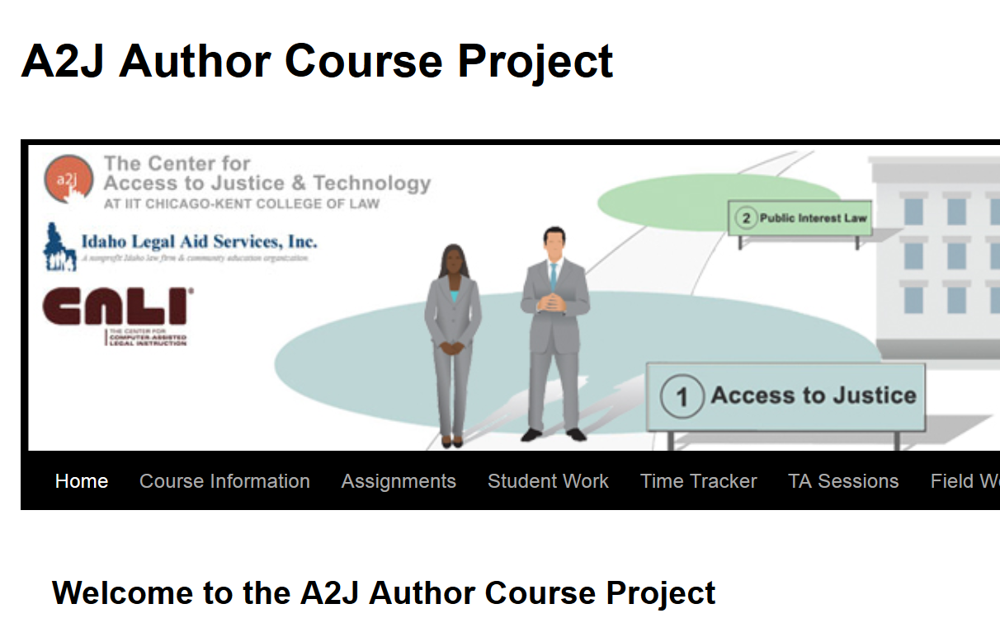 A2J Author Course Project
a2j
The Center for
Access to Justice & Technology
AT IIT CHICAGO-KENT COLLEGE OF LAW
Idaho Legal Aid Services, Inc.
A nonprofit Idaho law firm & community education organization
CALI®
THE CENTER FOR
COMPUTER-ASSISTED
LEGAL INSTRUCTION
2 Public Interest Law
1 Access to Justice
Home Course Information Assignments Student Work Time Tracker TA Sessions Field
Welcome to the A2J Author Course Project